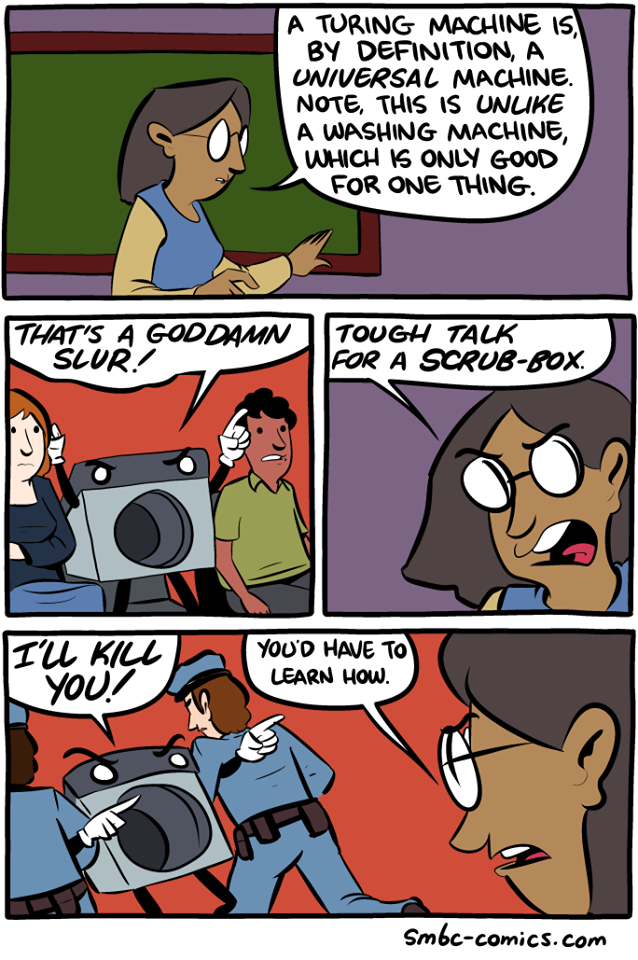 A TURING MACHINE IS,
BY DEFINITION, A
UNIVERSAL MACHINE.
NOTE, THIS IS UNLIKE
A WASHING MACHINE,
WHICH IS ONLY GOOD
FOR ONE THING.
THAT'S A GODDAMN
SLUR!
TOUGH TALK
FOR A SCRUB-BOX.
I'LL KILL
YOU!
YOU'D HAVE TO
LEARN HOW.
smbc-comics.com